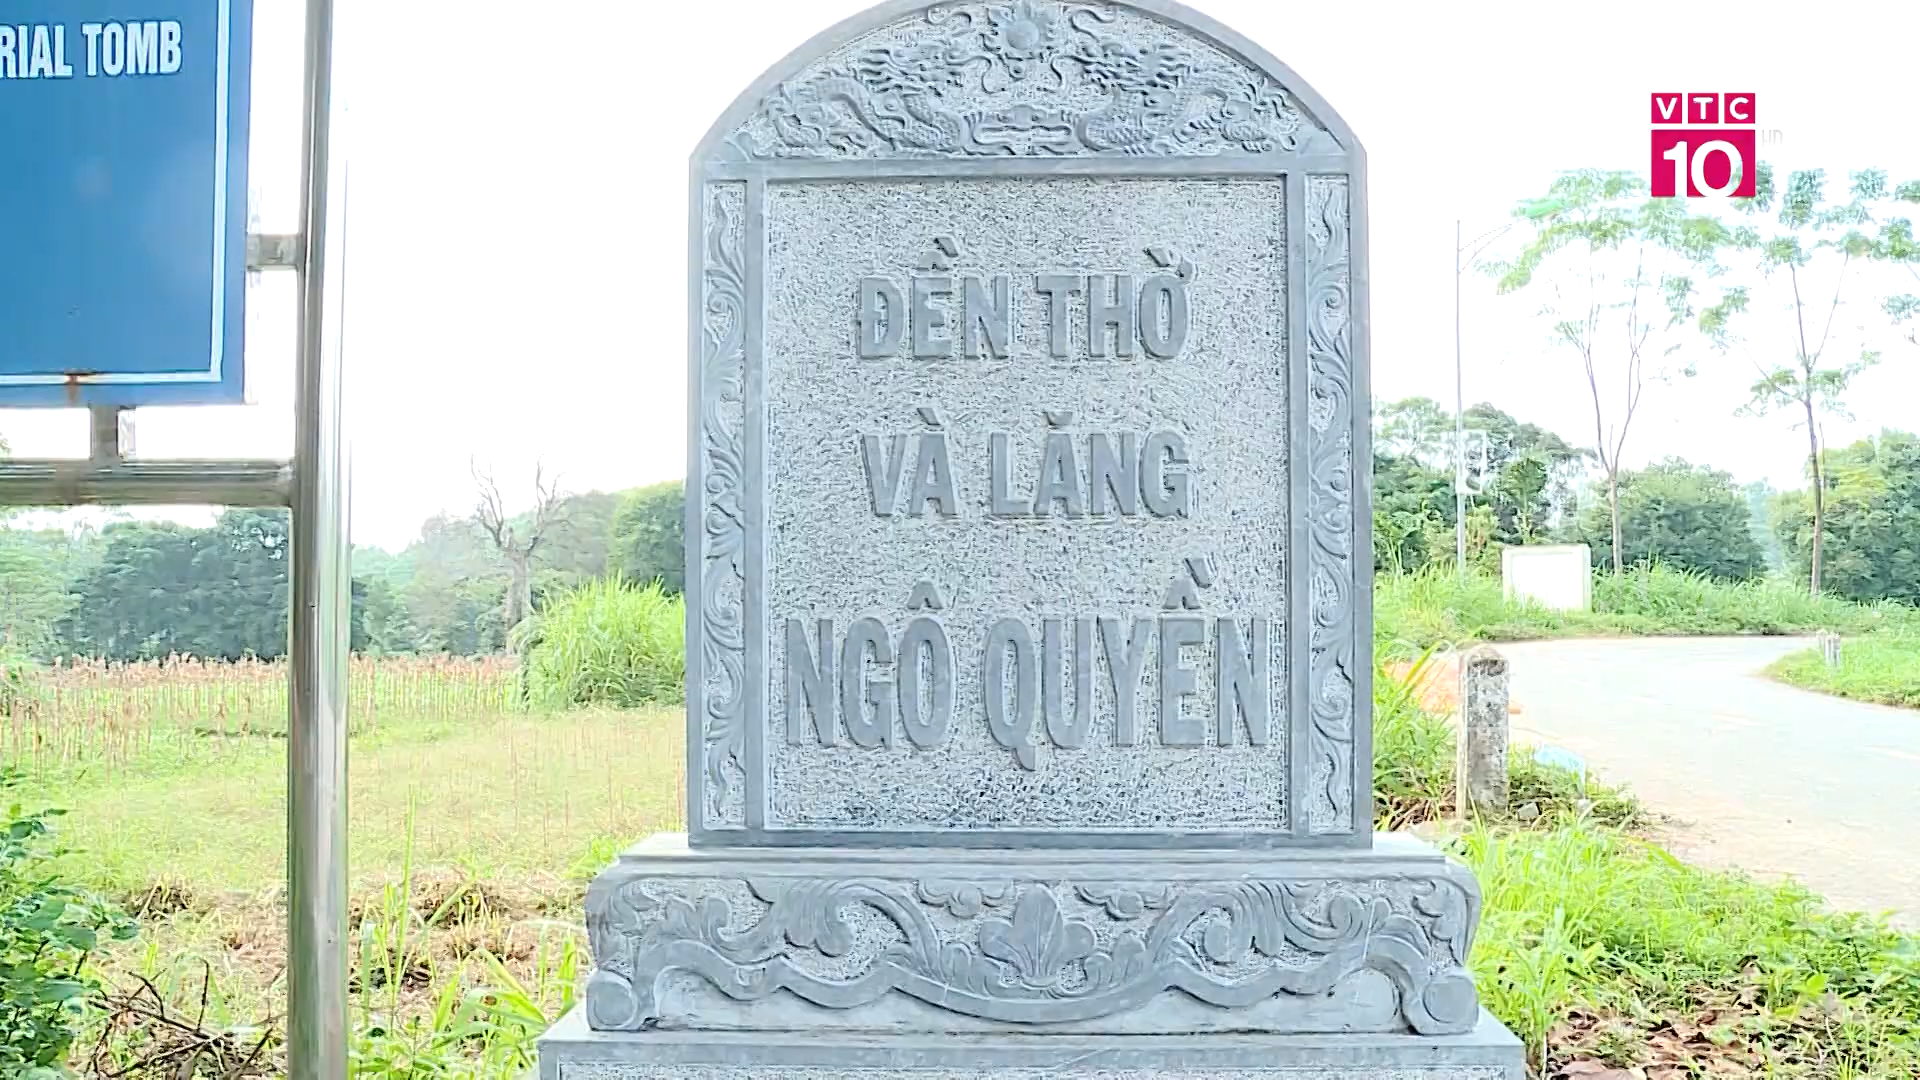 RIAL TOMB
VTC
10
ĐỀN THỜ
VÀ LĂNG
NGÔ QUYỀN